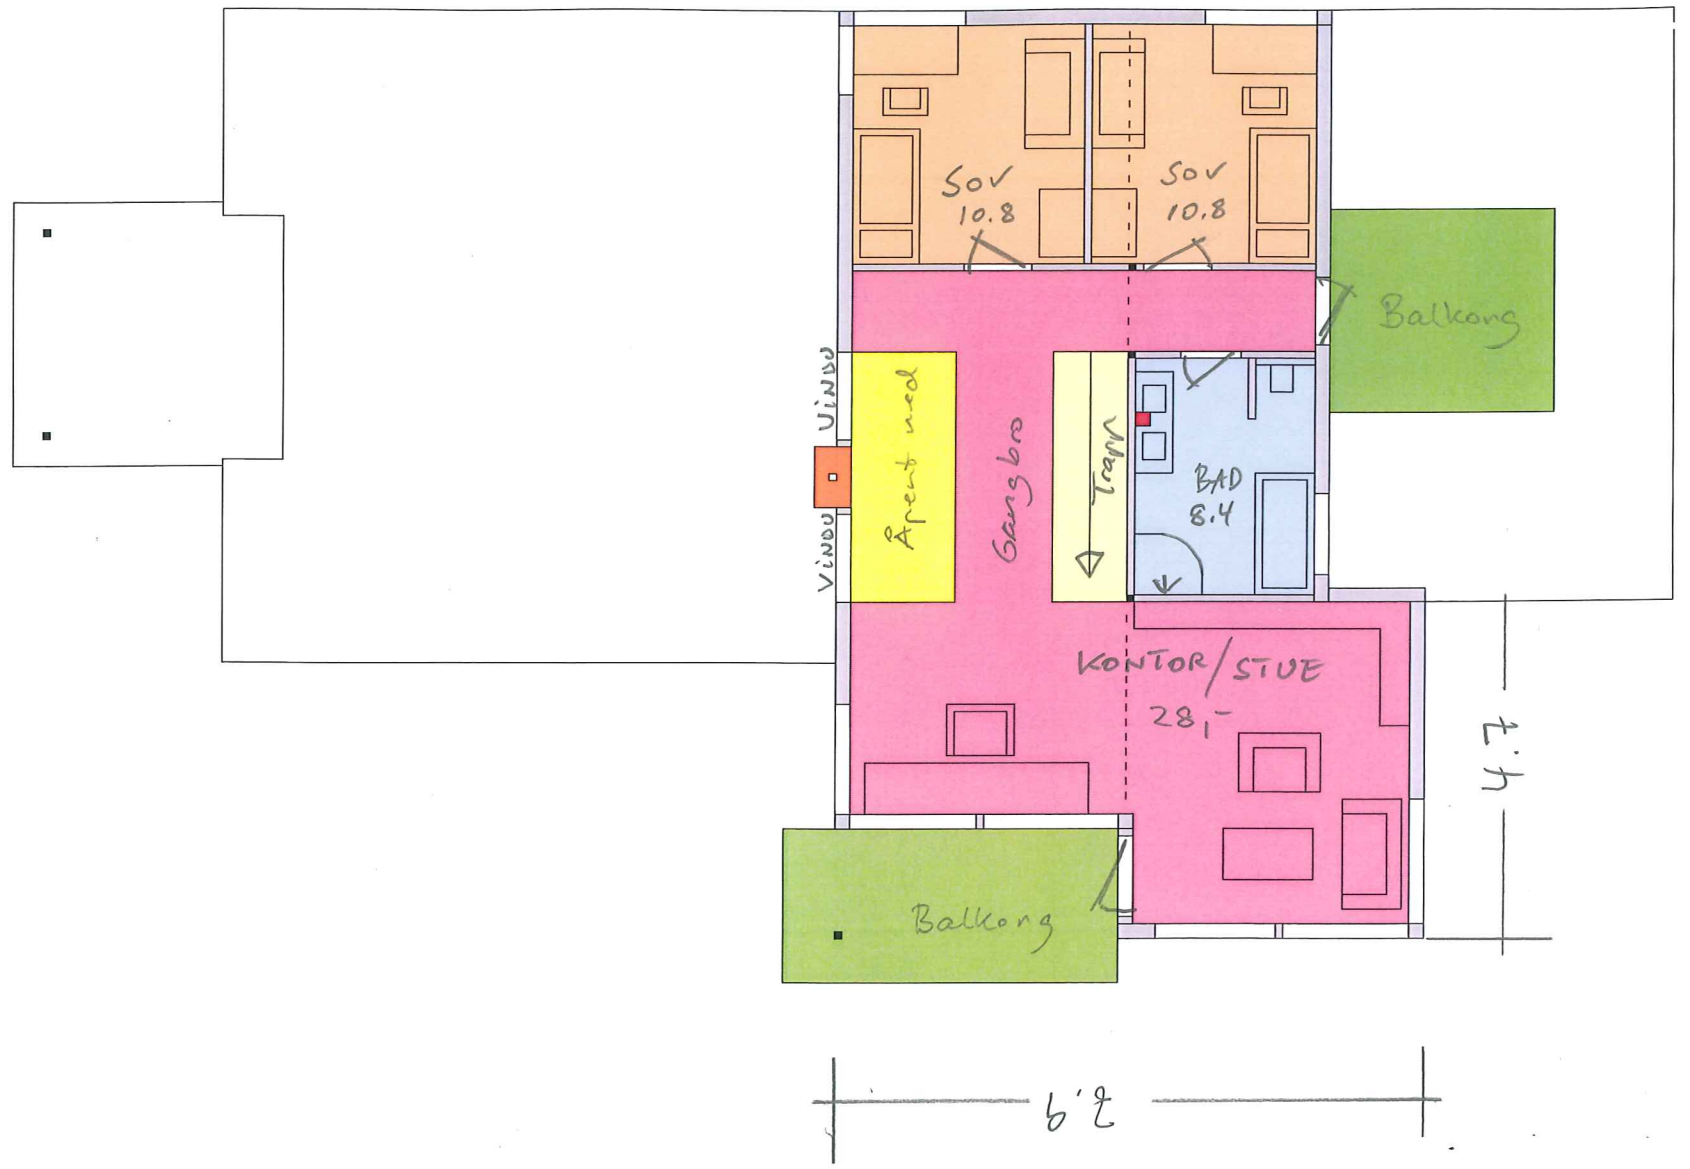 Sov
10.8
Sov
10.8
Balkong
VINDU
VINDU
Åpent ned
Gangbro
Trapp
BAD
8.4
KONTOR/STUE
28,-
4.7
Balkong
7.9